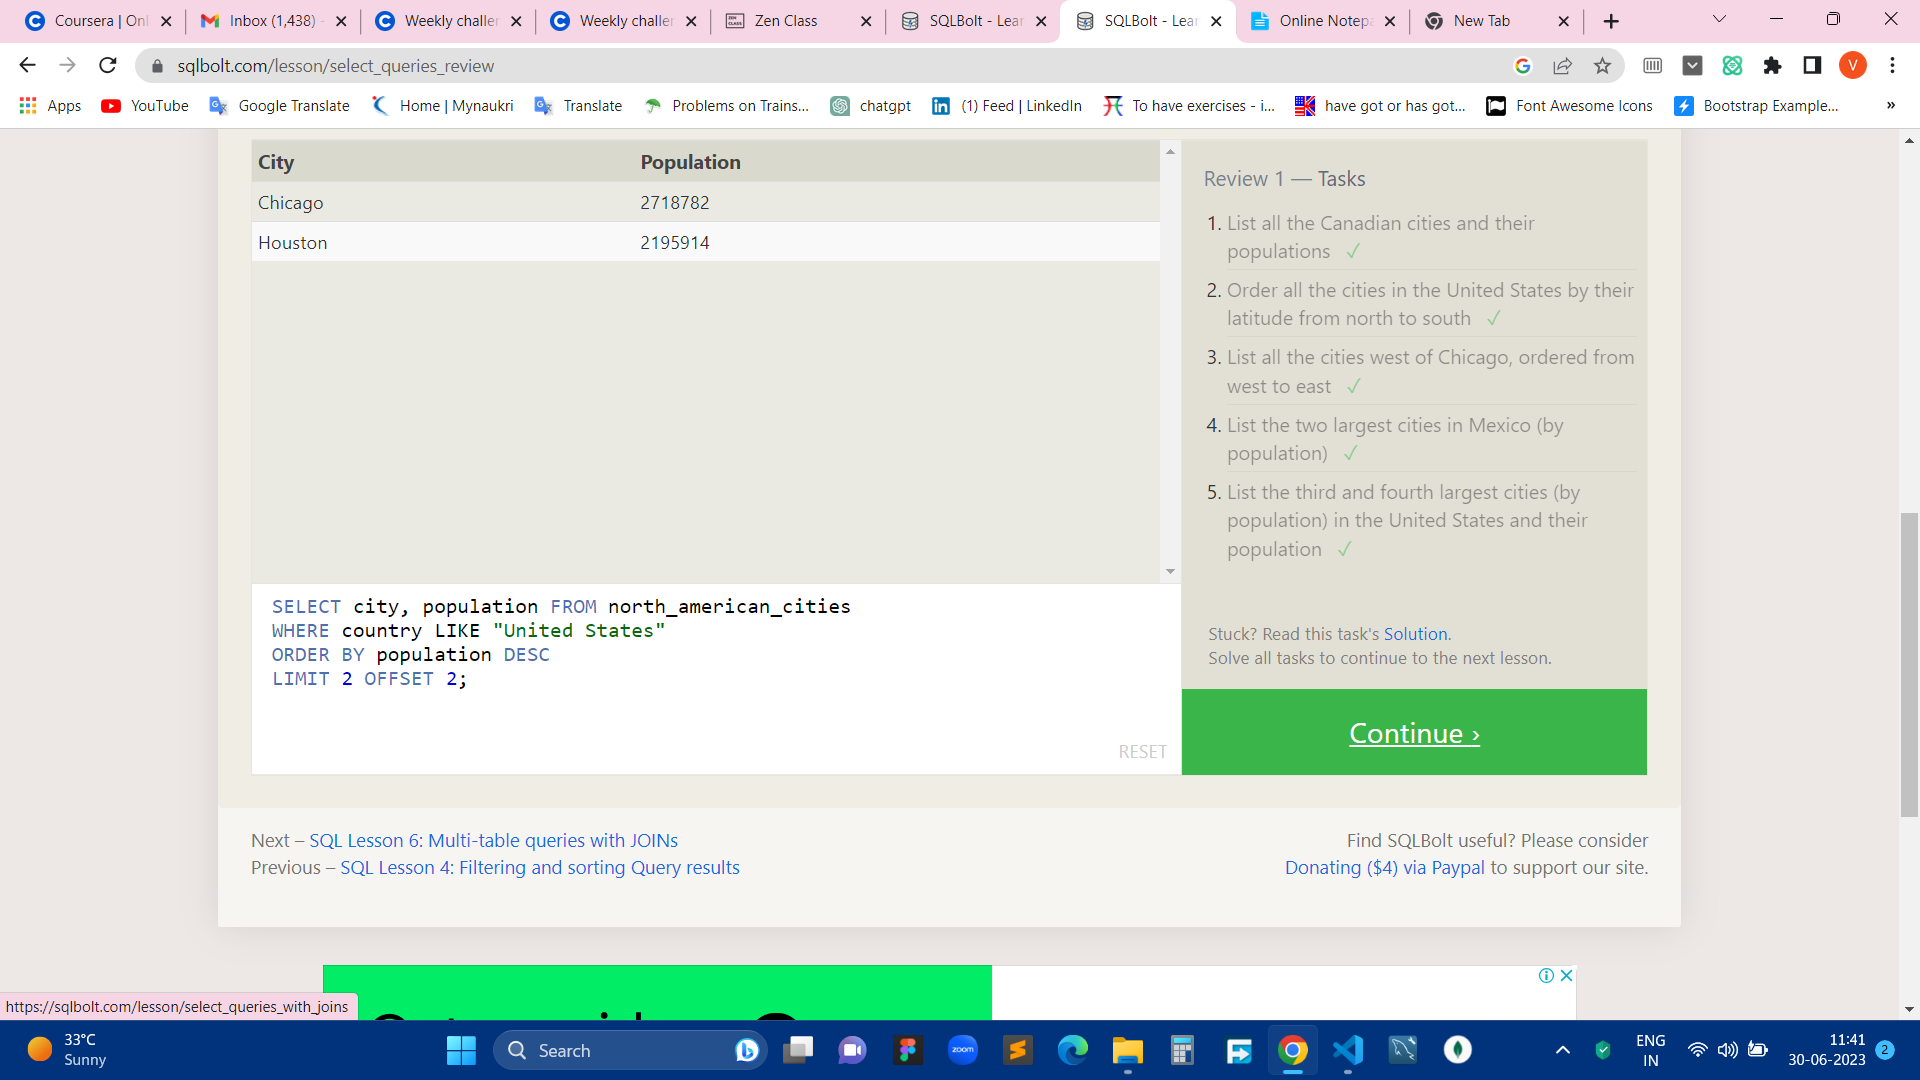 Coursera | Onl
Inbox (1,438) -
Weekly challer
Weekly challer
Zen Class
SQLBolt - Lear
SQLBolt - Lear
Online Notepa
New Tab
sqlbolt.com/lesson/select_queries_review
V
Apps
YouTube
Google Translate
Home | Mynaukri
Translate
Problems on Trains...
chatgpt
(1) Feed | LinkedIn
To have exercises - i...
have got or has got...
Font Awesome Icons
Bootstrap Example...
»
City Population
Chicago 2718782
Houston 2195914
Review 1 — Tasks
1. List all the Canadian cities and their
populations ✓
2. Order all the cities in the United States by their
latitude from north to south ✓
3. List all the cities west of Chicago, ordered from
west to east ✓
4. List the two largest cities in Mexico (by
population) ✓
5. List the third and fourth largest cities (by
population) in the United States and their
population ✓
SELECT city, population FROM north_american_cities
WHERE country LIKE "United States"
ORDER BY population DESC
LIMIT 2 OFFSET 2;
RESET
Stuck? Read this task's Solution.
Solve all tasks to continue to the next lesson.
Continue ›
Next – SQL Lesson 6: Multi-table queries with JOINs
Previous – SQL Lesson 4: Filtering and sorting Query results
Find SQLBolt useful? Please consider
Donating ($4) via Paypal to support our site.
https://sqlbolt.com/lesson/select_queries_with_joins
33°C
Sunny
Search
zoom
ENG
IN
11:41
30-06-2023
2